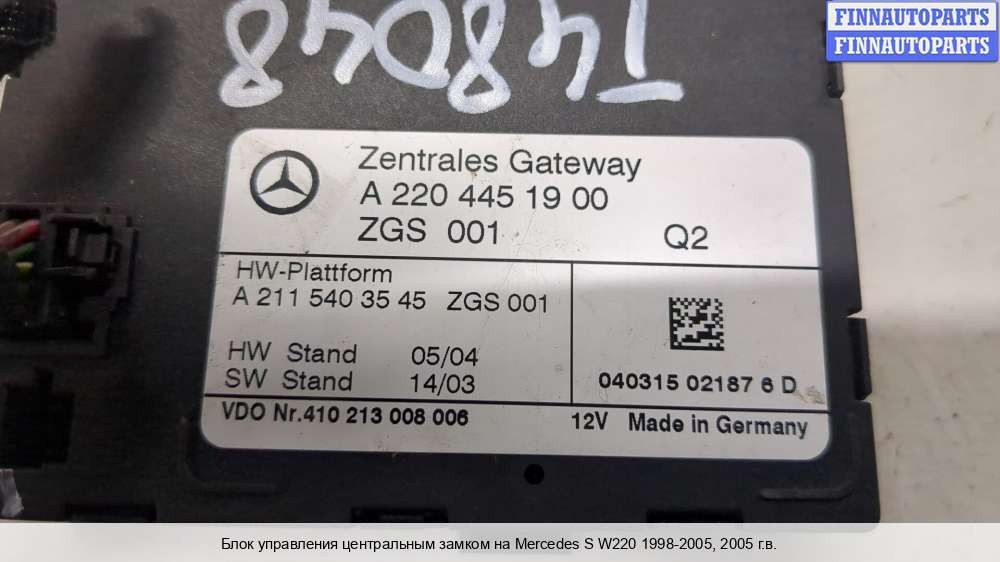 FINNAUTOPARTS
FINNAUTOPARTS
T4808
Zentrales Gateway
A 220 445 19 00
ZGS 001 Q2
HW-Plattform
A 211 540 35 45 ZGS 001
HW Stand 05/04
SW Stand 14/03
040315 02187 6 D
VDO Nr.410 213 008 006 12V Made in Germany
Блок управления центральным замком на Mercedes S W220 1998-2005, 2005 г.в.